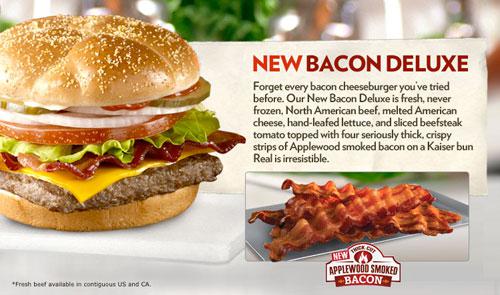 NEW BACON DELUXE
Forget every bacon cheeseburger you've tried
before. Our New Bacon Deluxe is fresh, never
frozen, North American beef, melted American
cheese, hand-leafed lettuce, and sliced beefsteak
tomato topped with four seriously thick, crispy
strips of Applewood smoked bacon on a Kaiser bun
Real is irresistible.
NEW THICK CUT
APPLEWOOD SMOKED
BACON
*Fresh beef available in contiguous US and CA.